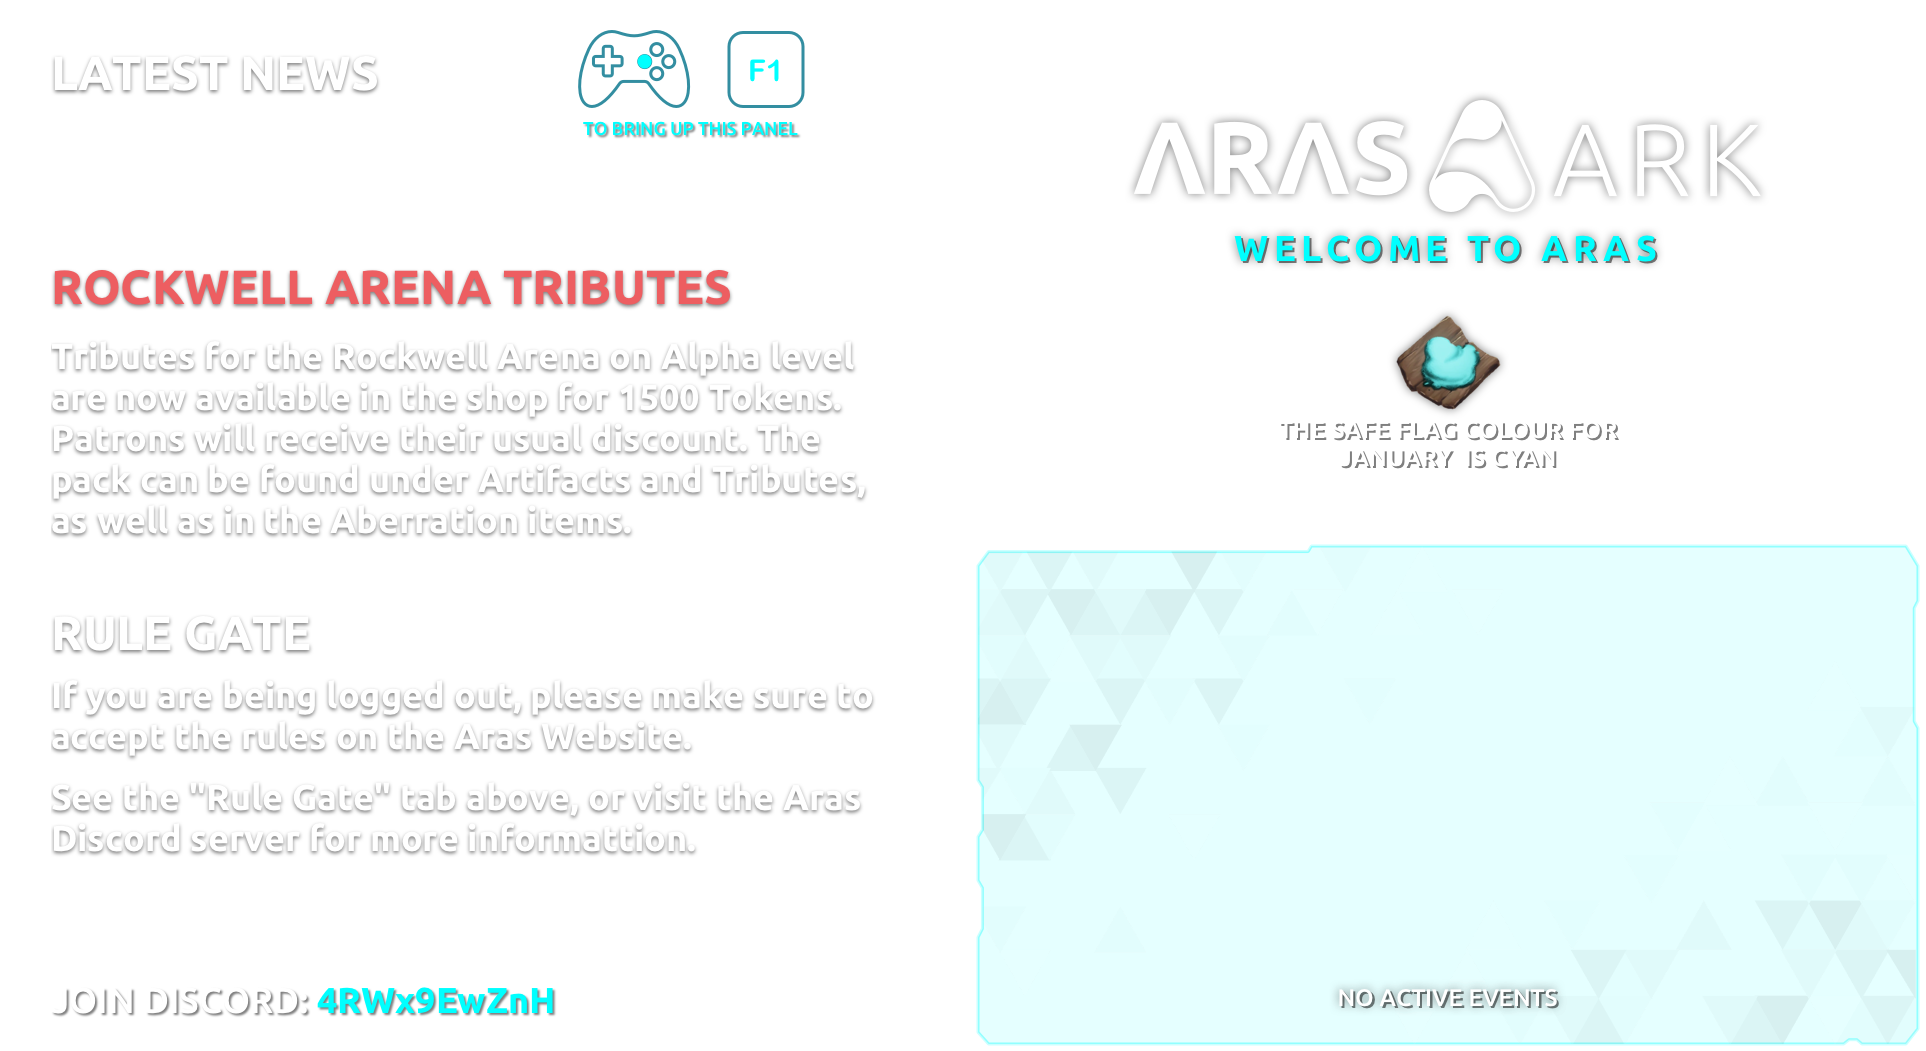 LATEST NEWS
F1
TO BRING UP THIS PANEL
ROCKWELL ARENA TRIBUTES
Tributes for the Rockwell Arena on Alpha level
are now available in the shop for 1500 Tokens.
Patrons will receive their usual discount. The
pack can be found under Artifacts and Tributes,
as well as in the Aberration items.
RULE GATE
If you are being logged out, please make sure to
accept the rules on the Aras Website.
See the "Rule Gate" tab above, or visit the Aras
Discord server for more informattion.
JOIN DISCORD: 4RWx9EwZnH
ARAS ARK
WELCOME TO ARAS
THE SAFE FLAG COLOUR FOR
JANUARY IS CYAN
NO ACTIVE EVENTS